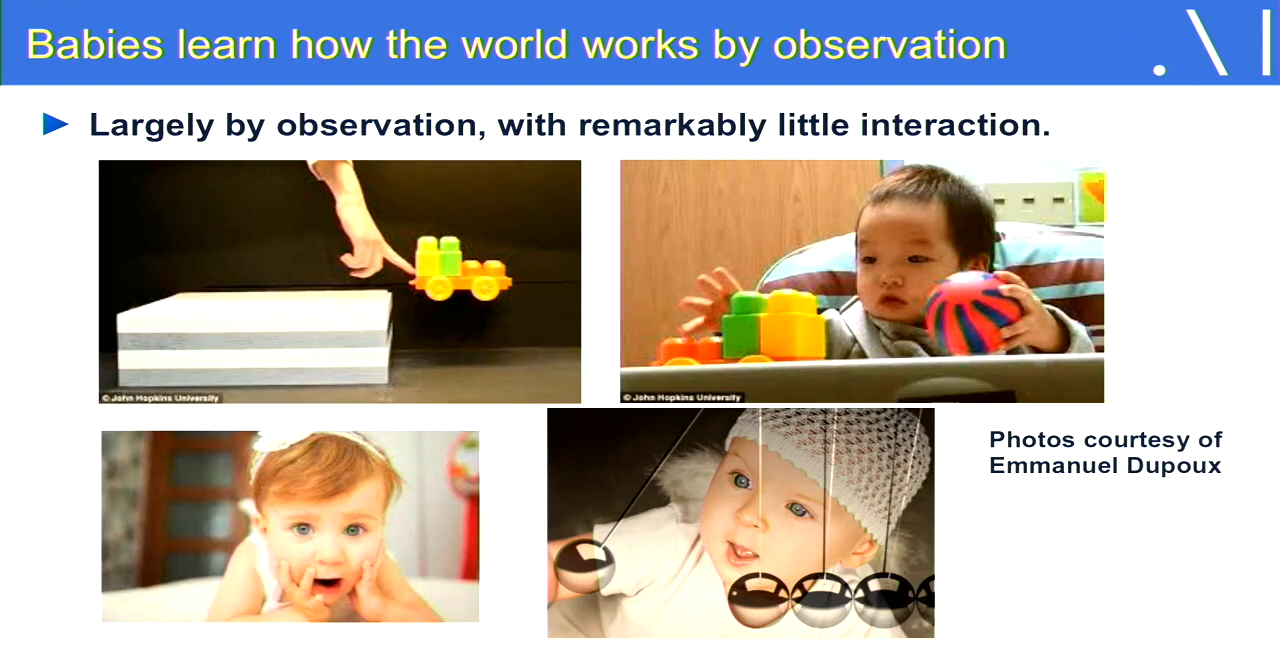 Babies learn how the world works by observation
Largely by observation, with remarkably little interaction.
© John Hopkins University
© John Hopkins University
Photos courtesy of
Emmanuel Dupoux